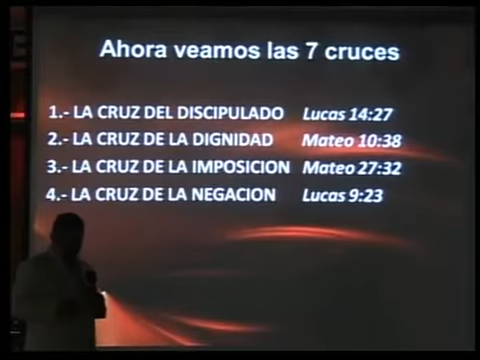 Ahora veamos las 7 cruces
1.- LA CRUZ DEL DISCIPULADO Lucas 14:27
2.- LA CRUZ DE LA DIGNIDAD Mateo 10:38
3.- LA CRUZ DE LA IMPOSICION Mateo 27:32
4.- LA CRUZ DE LA NEGACION Lucas 9:23